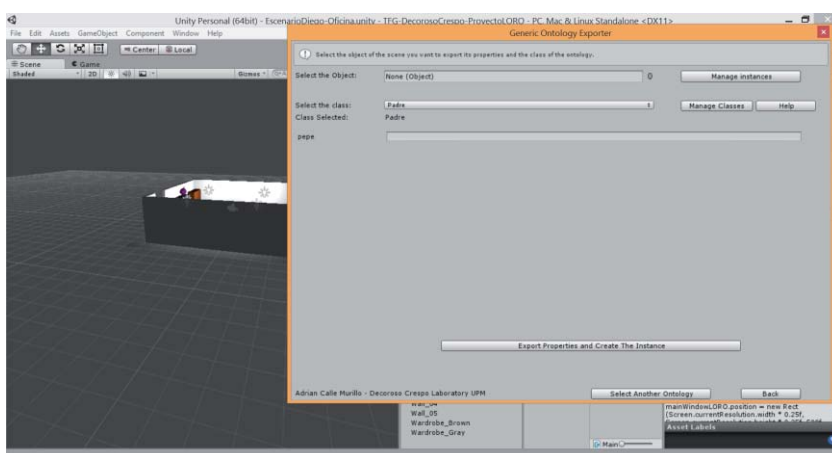 Unity Personal (64bit) - EscenarioDiego-Oficina.unity - TFG-DecorosoCrespo-ProyectoLORO - PC, Mac & Linux Standalone <DX11>
File Edit Assets GameObject Component Window Help
Center Local
Scene Game
Shaded 2D Gizmos
Generic Ontology Exporter
Select the object of the scene you want to export its properties and the class of the ontology.
Select the Object: None (Object) Manage instances
Select the class: Padre Manage Classes Help
Class Selected: Padre
pepe
Export Properties and Create The Instance
Adrian Calle Murillo - Decoroso Crespo Laboratory UPM Select Another Ontology Back
Wall_04
Wall_05
Wardrobe_Brown
Wardrobe_Gray
mainWindowLORO.position = new Rect
(Screen.currentResolution.width * 0.25f,
Asset Labels
Main